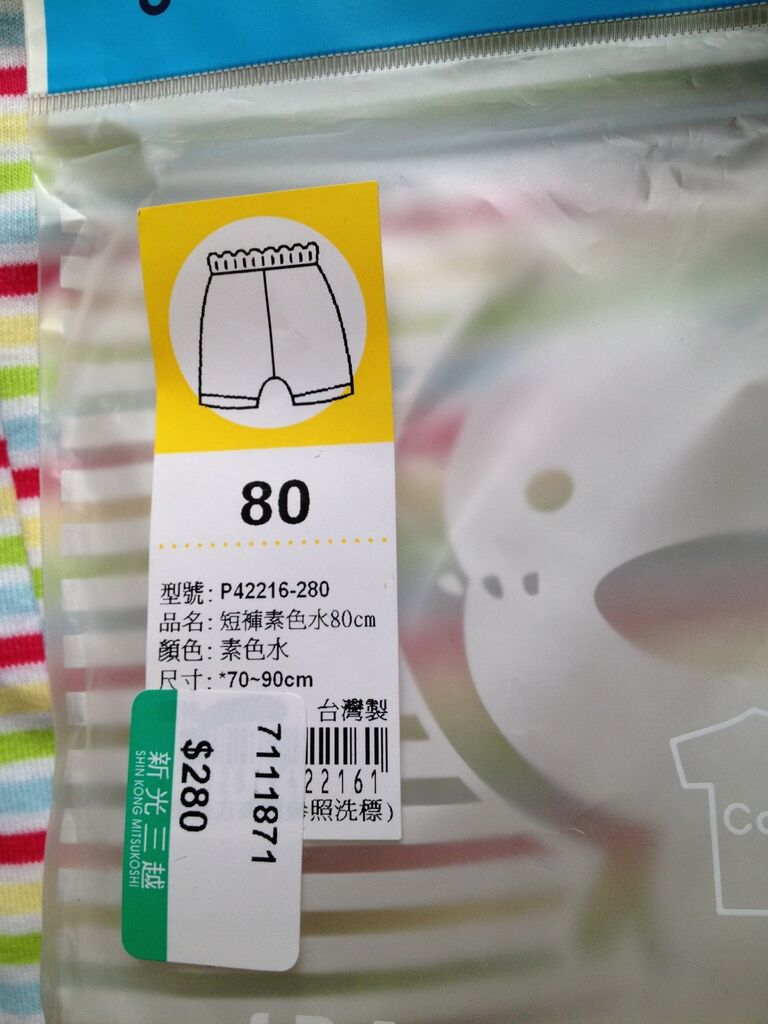 80
型號: P42216-280
品名: 短褲素色水80cm
顏色: 素色水
尺寸: *70~90cm
台灣製
22161
照洗標)
7111871
$280
新光三越
SHIN KONG MITSUKOSHI
Co